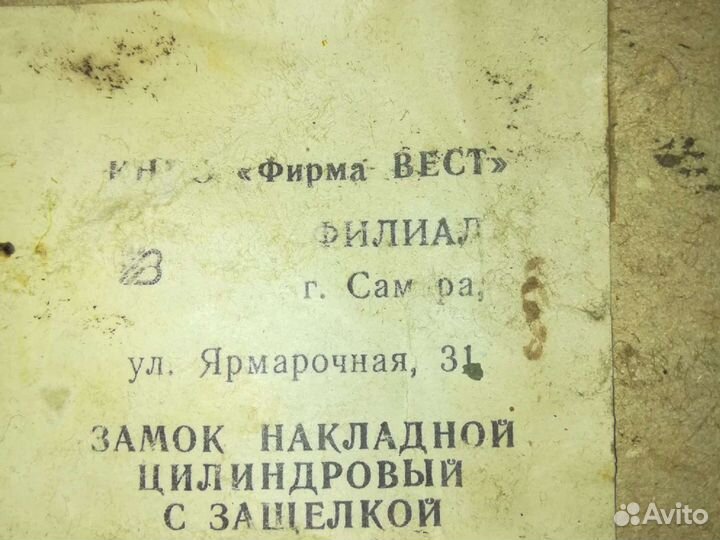 «Фирма ВЕСТ»
ФИЛИАЛ
г. Самара,
ул. Ярмарочная, 31
ЗАМОК НАКЛАДНОЙ
ЦИЛИНДРОВЫЙ
С ЗАЩЕЛКОЙ
Avito